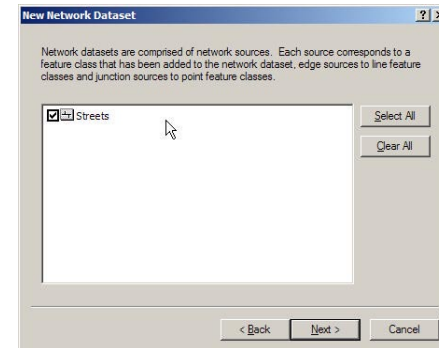 New Network Dataset
Network datasets are comprised of network sources. Each source corresponds to a
feature class that has been added to the network dataset, edge sources to line feature
classes and junction sources to point feature classes.
Streets
Select All
Clear All
< Back
Next >
Cancel